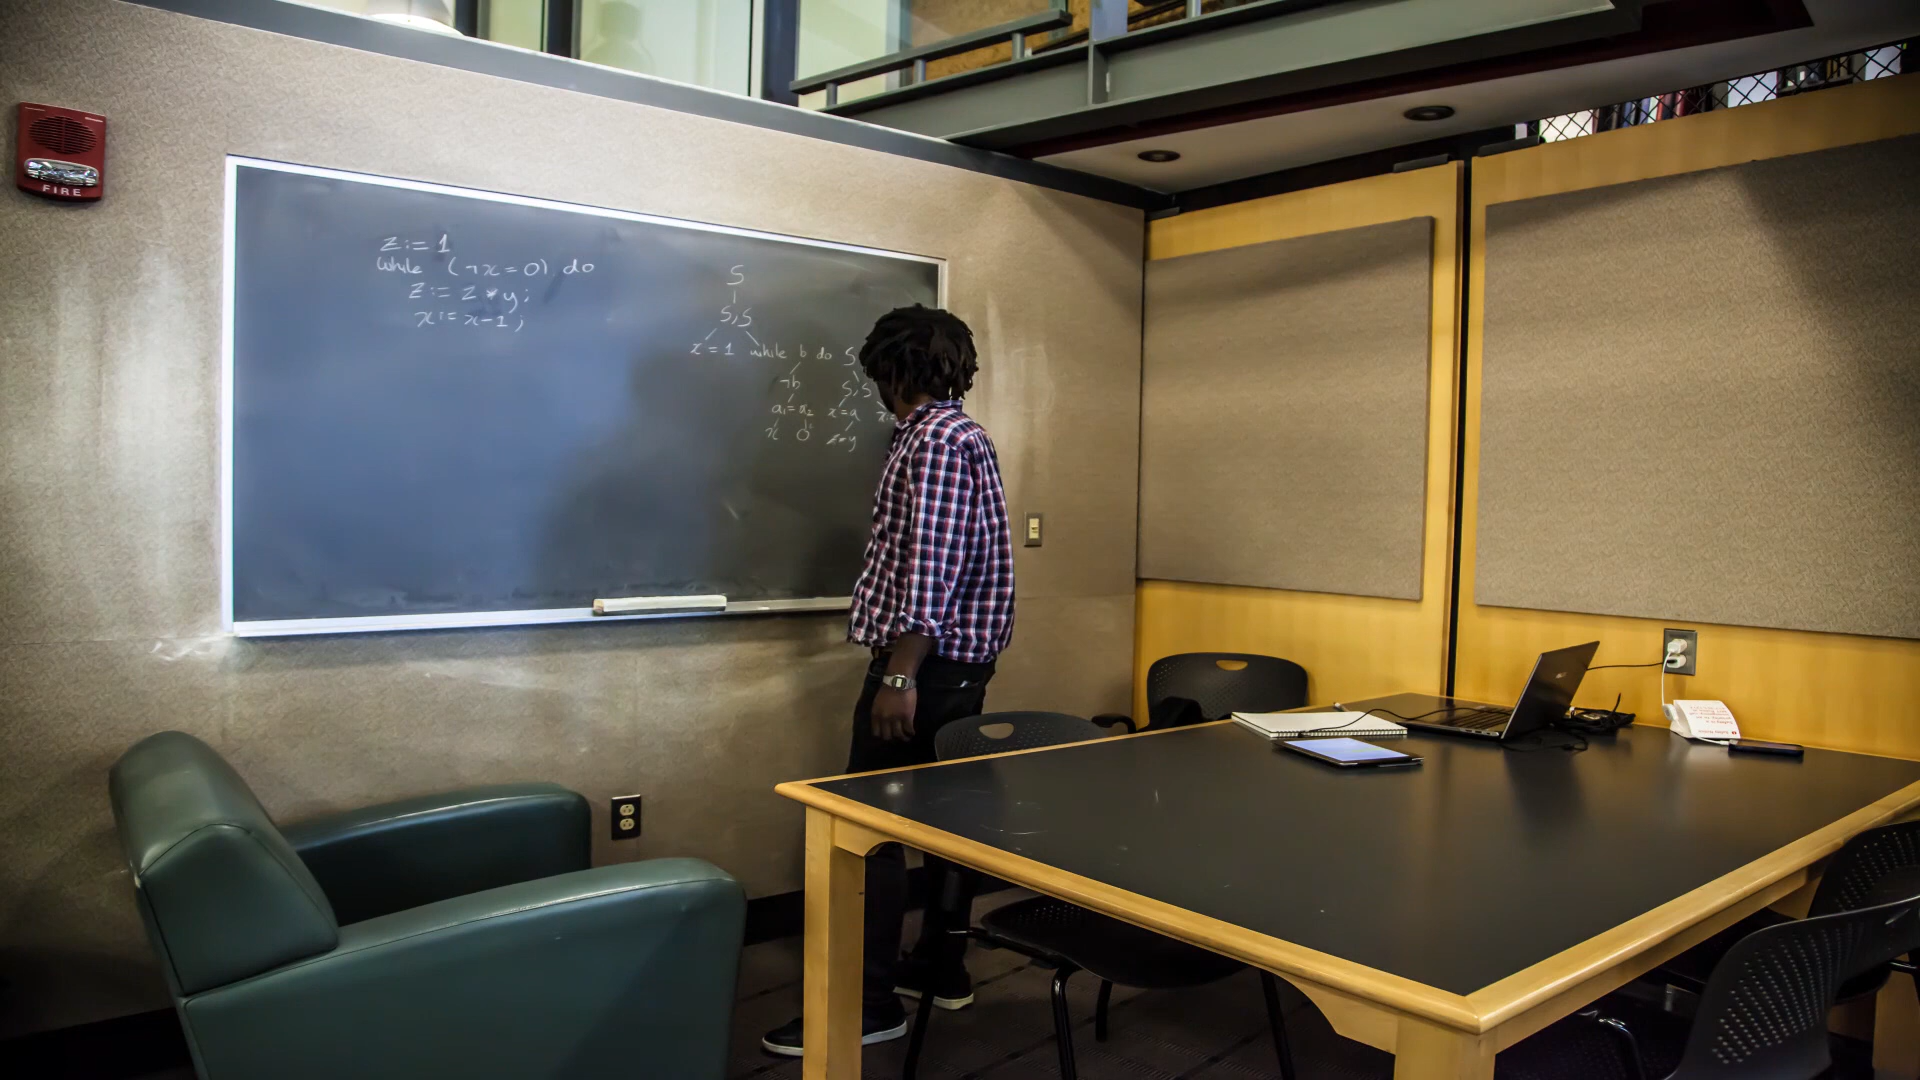 FIRE
z:= 1
while (¬x=0) do
z:= z*y;
x:= x-1;
S
S;S
x=1 while b do S
¬b S;S
a₁=a₂ x=a x:=
x 0 z*y